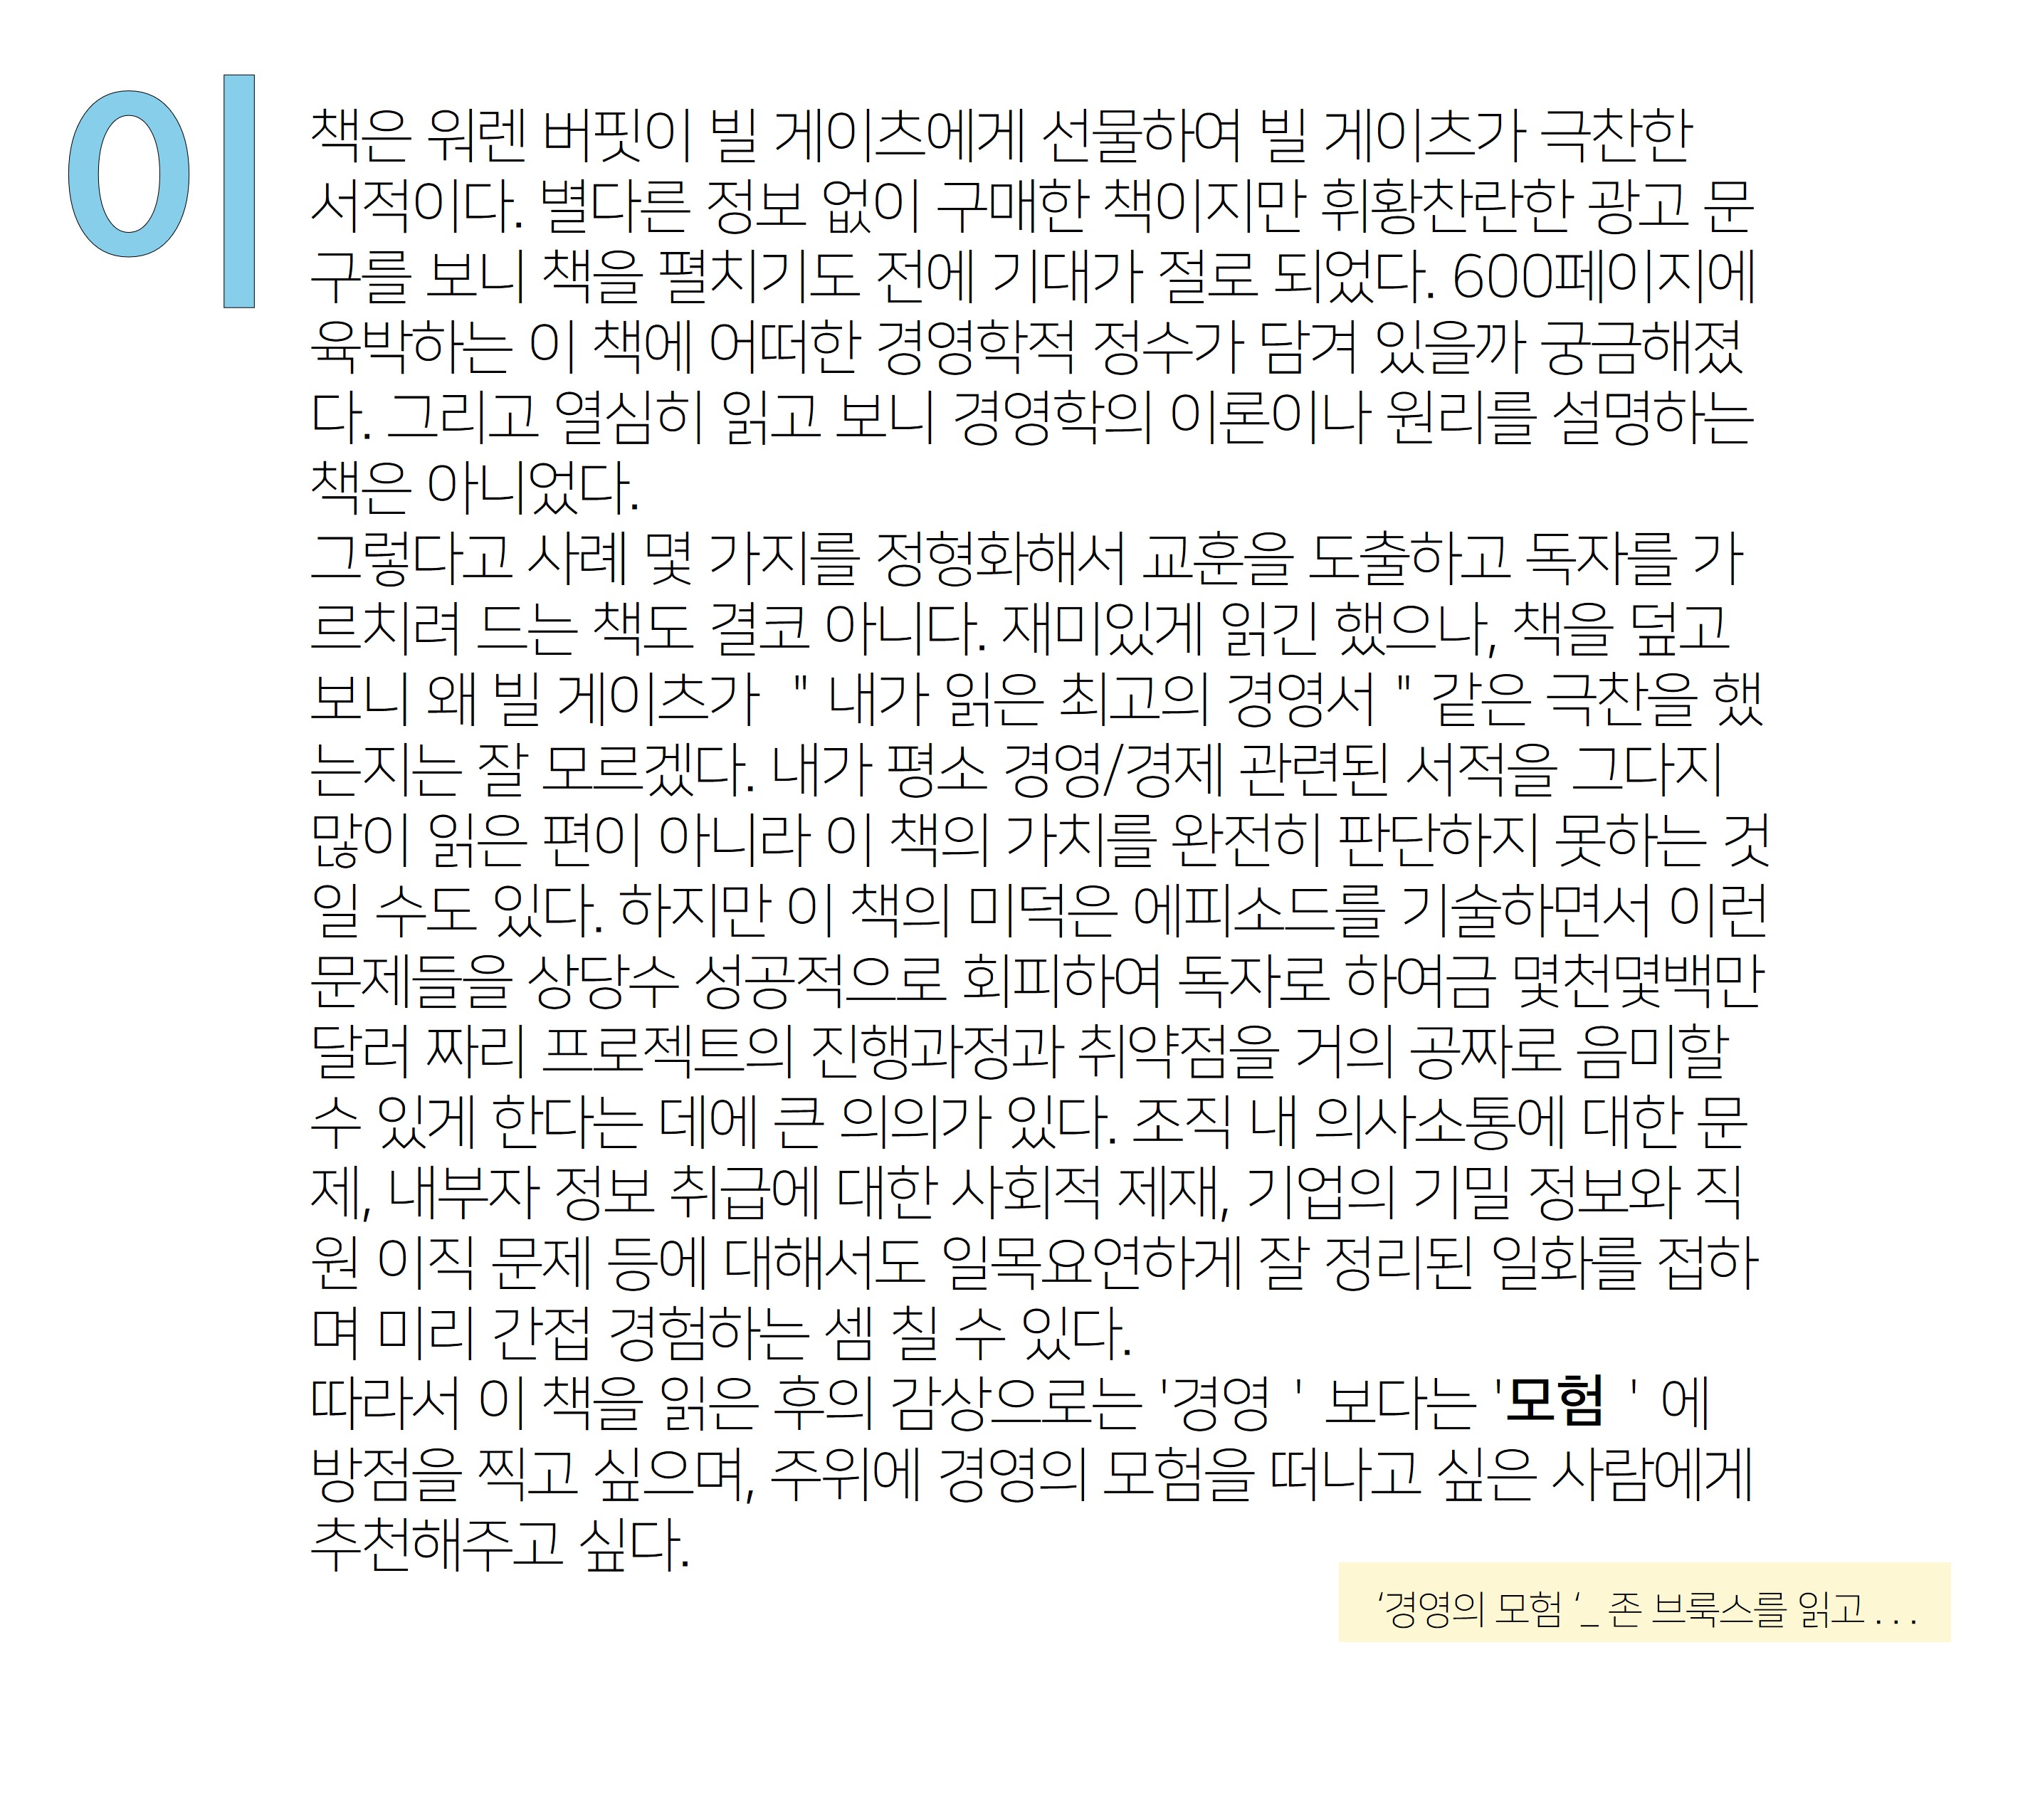 이
책은 워렌 버핏이 빌 게이츠에게 선물하여 빌 게이츠가 극찬한
서적이다. 별다른 정보 없이 구매한 책이지만 휘황찬란한 광고 문
구를 보니 책을 펼치기도 전에 기대가 절로 되었다. 600페이지에
육박하는 이 책에 어떠한 경영학적 정수가 담겨 있을까 궁금해졌
다. 그리고 열심히 읽고 보니 경영학의 이론이나 원리를 설명하는
책은 아니었다.
그렇다고 사례 몇 가지를 정형화해서 교훈을 도출하고 독자를 가
르치려 드는 책도 결코 아니다. 재미있게 읽긴 했으나, 책을 덮고
보니 왜 빌 게이츠가 " 내가 읽은 최고의 경영서 " 같은 극찬을 했
는지는 잘 모르겠다. 내가 평소 경영/경제 관련된 서적을 그다지
많이 읽은 편이 아니라 이 책의 가치를 완전히 판단하지 못하는 것
일 수도 있다. 하지만 이 책의 미덕은 에피소드를 기술하면서 이런
문제들을 상당수 성공적으로 회피하여 독자로 하여금 몇천몇백만
달러 짜리 프로젝트의 진행과정과 취약점을 거의 공짜로 음미할
수 있게 한다는 데에 큰 의의가 있다. 조직 내 의사소통에 대한 문
제, 내부자 정보 취급에 대한 사회적 제재, 기업의 기밀 정보와 직
원 이직 문제 등에 대해서도 일목요연하게 잘 정리된 일화를 접하
며 미리 간접 경험하는 셈 칠 수 있다.
따라서 이 책을 읽은 후의 감상으로는 '경영 ' 보다는 '모험 ' 에
방점을 찍고 싶으며, 주위에 경영의 모험을 떠나고 싶은 사람에게
추천해주고 싶다.
‘경영의 모험 ‘_ 존 브룩스를 읽고 . . .